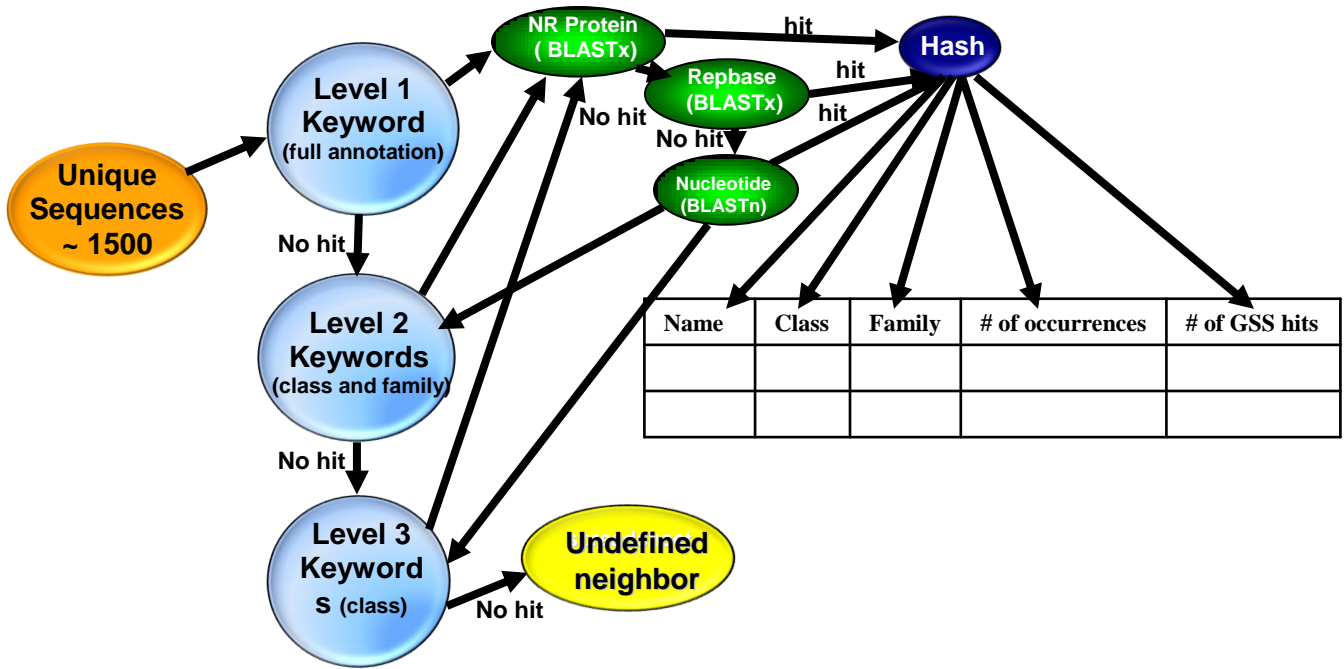 NR Protein
( BLASTx)
hit
Hash
Level 1
Keyword
(full annotation)
Repbase
(BLASTx)
hit
hit
No hit
No hit
Unique
Sequences
~ 1500
Nucleotide
(BLASTn)
No hit
Level 2
Keywords
(class and family)
Name
Class
Family
# of occurrences
# of GSS hits
No hit
Level 3
Keyword
s (class)
Undefined
neighbor
No hit